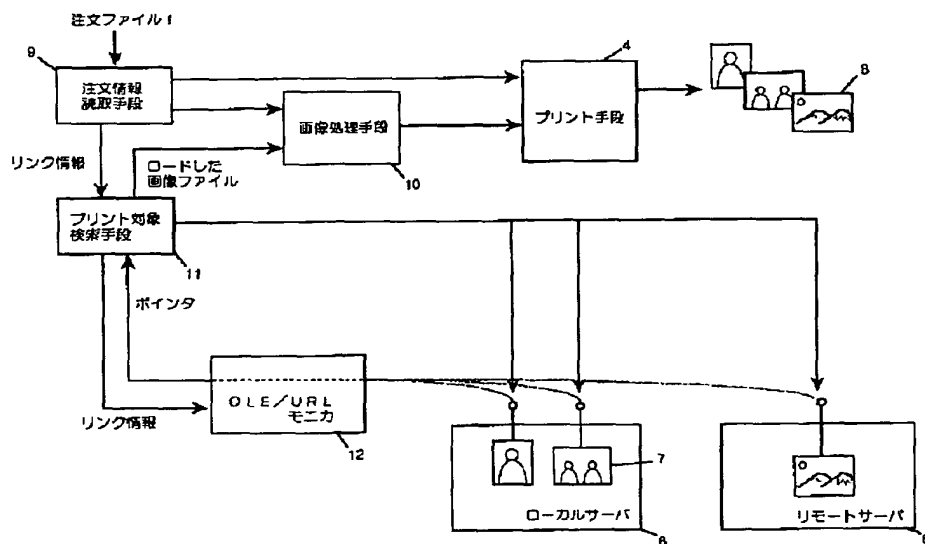 注文ファイル1
9
注文情報
読取手段
4
プリント手段
8
画像処理手段
10
リンク情報
ロードした
画像ファイル
プリント対象
検索手段
11
ポインタ
OLE/URL
モニカ
12
リンク情報
7
ローカルサーバ
6
リモートサーバ
6